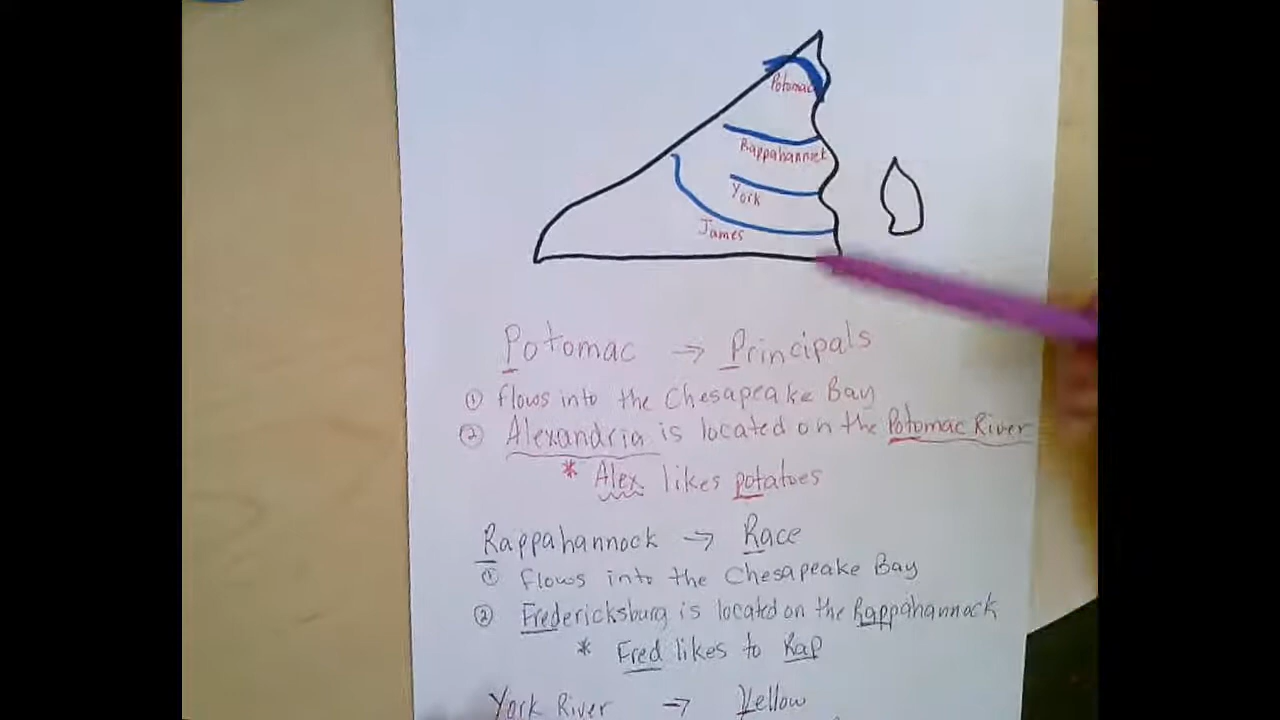 Potomac
Rappahannock
York
James
Potomac → Principals
① flows into the Chesapeake Bay
② Alexandria is located on the Potomac River
* Alex likes potatoes
Rappahannock → Race
① flows into the Chesapeake Bay
② Fredericksburg is located on the Rappahannock
* Fred likes to Rap
York River → Yellow